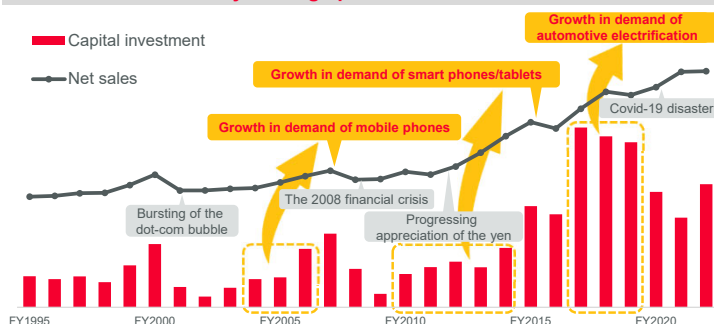 Growth in demand of
automotive electrification
Capital investment
Net sales
Growth in demand of smart phones/tablets
Covid-19 disaster
Growth in demand of mobile phones
The 2008 financial crisis
Bursting of the
dot-com bubble
Progressing
appreciation of the yen
FY1995
FY2000
FY2005
FY2010
FY2015
FY2020